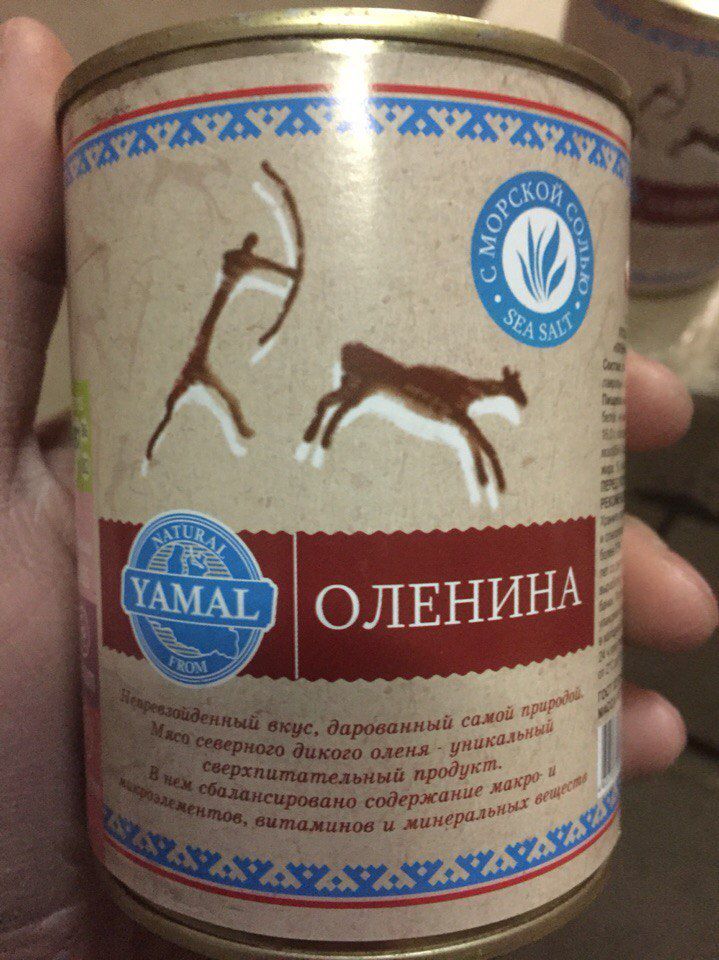 С МОРСКОЙ СОЛЬЮ
SEA SALT
NATURAL
YAMAL
FROM
ОЛЕНИНА
Непревзойденный вкус, дарованный самой природой.
Мясо северного дикого оленя - уникальный
сверхпитательный продукт.
В нем сбалансировано содержание макро- и
микроэлементов, витаминов и минеральных веществ